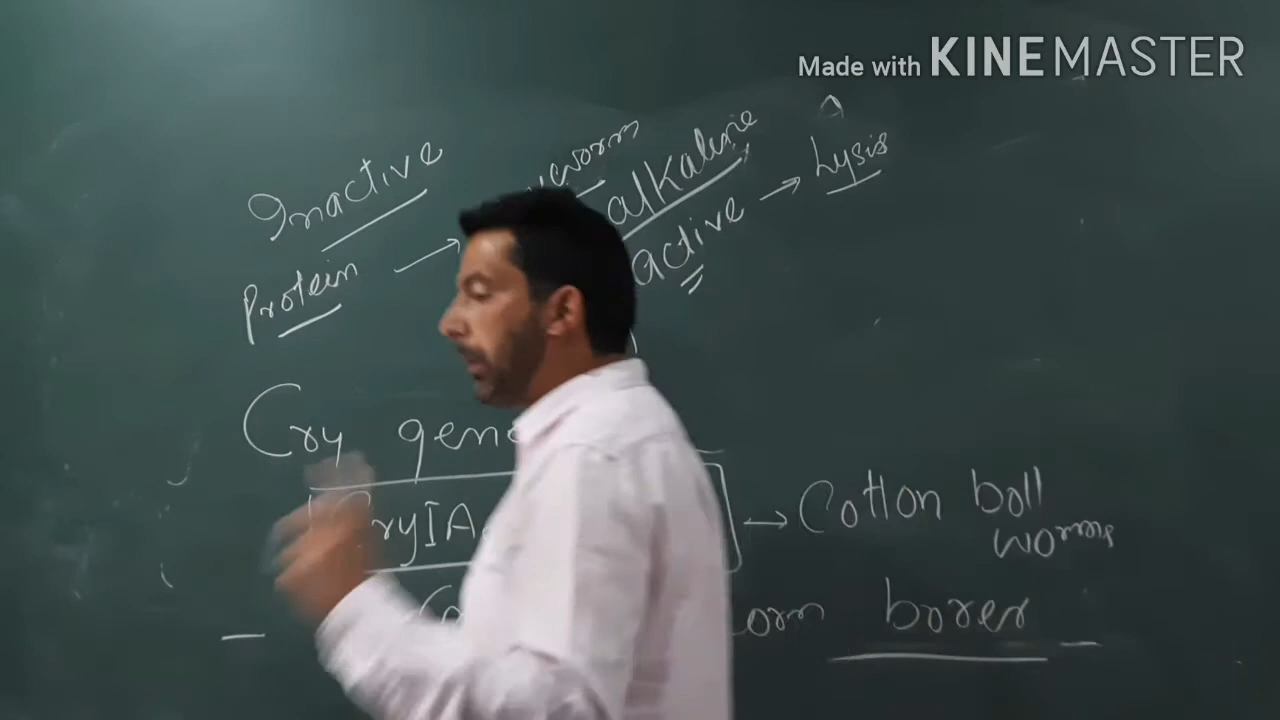 Made with KINEMASTER
Inactive
Protein →
alkaline
active → Lysis
Cry gene
CryIA
→ Cotton boll
worms
borer